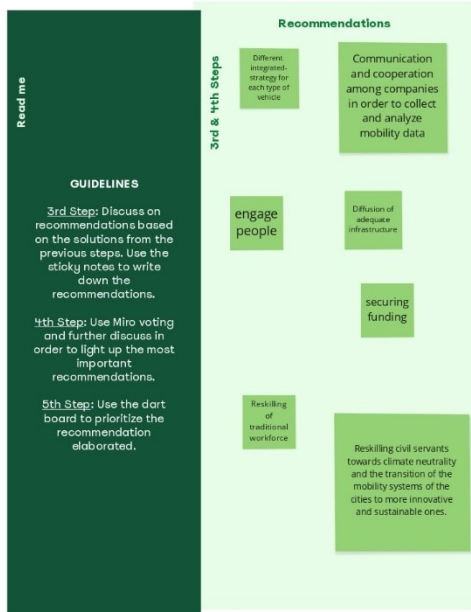 Read me
GUIDELINES
3rd Step: Discuss on
recommendations based
on the solutions from the
previous steps. Use the
sticky notes to write
down the
recommendations.
4th Step: Use Miro voting
and further discuss in
order to light up the most
important
recommendations.
5th Step: Use the dart
board to prioritize the
recommendation
elaborated.
3rd & 4th Steps
Recommendations
Different
integrated-
strategy for
each type of
vehicle
Communication
and cooperation
among companies
in order to collect
and analyze
mobility data
engage
people
Diffusion of
adequate
infrastructure
securing
funding
Reskilling
of
traditional
workforce
Reskilling civil servants
towards climate neutrality
and the transition of the
mobility systems of the
cities to more innovative
and sustainable ones.